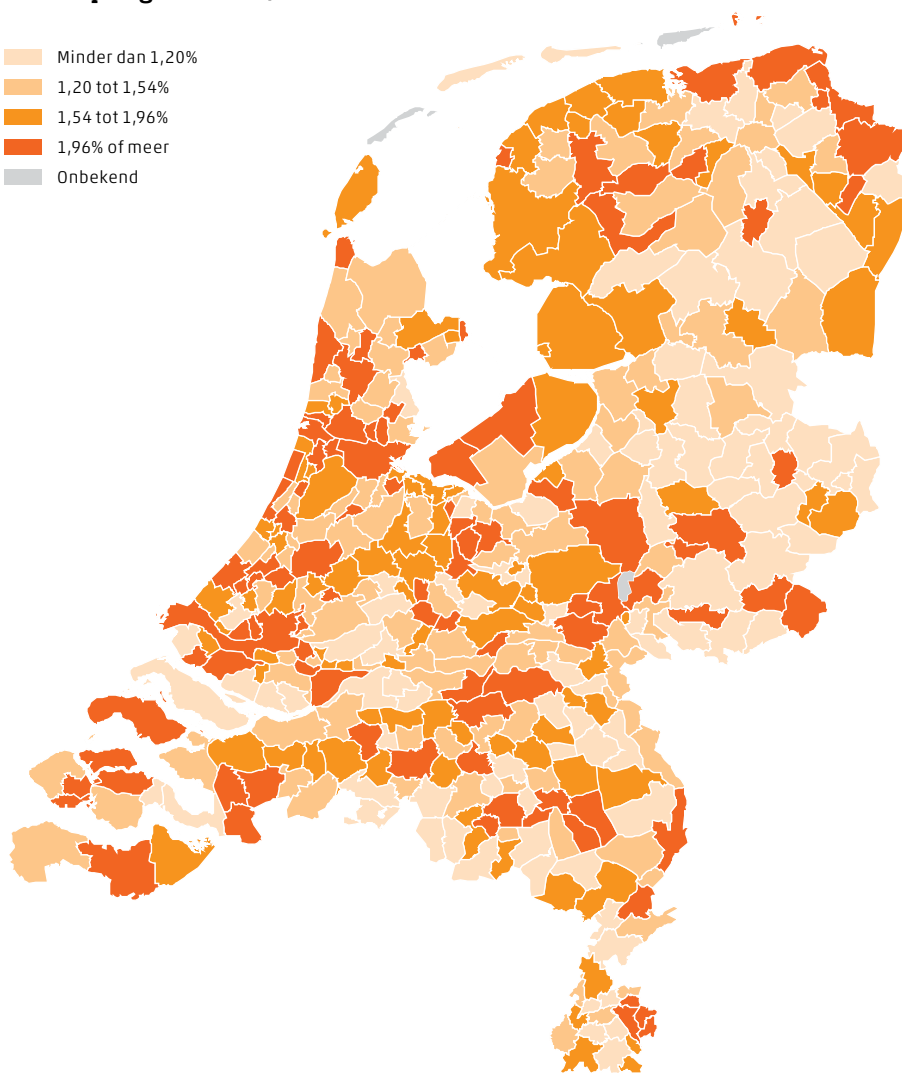 Minder dan 1,20%
1,20 tot 1,54%
1,54 tot 1,96%
1,96% of meer
Onbekend